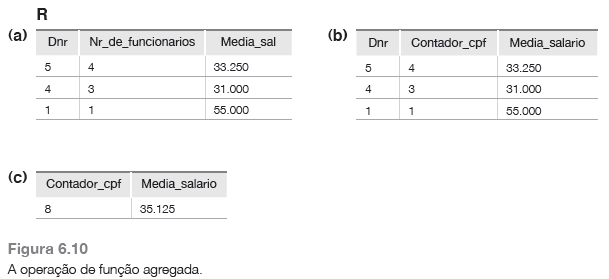 R
(a)
Dnr Nr_de_funcionarios Media_sal
5 4 33.250
4 3 31.000
1 1 55.000
(b)
Dnr Contador_cpf Media_salario
5 4 33.250
4 3 31.000
1 1 55.000
(c)
Contador_cpf Media_salario
8 35.125
Figura 6.10
A operação de função agregada.